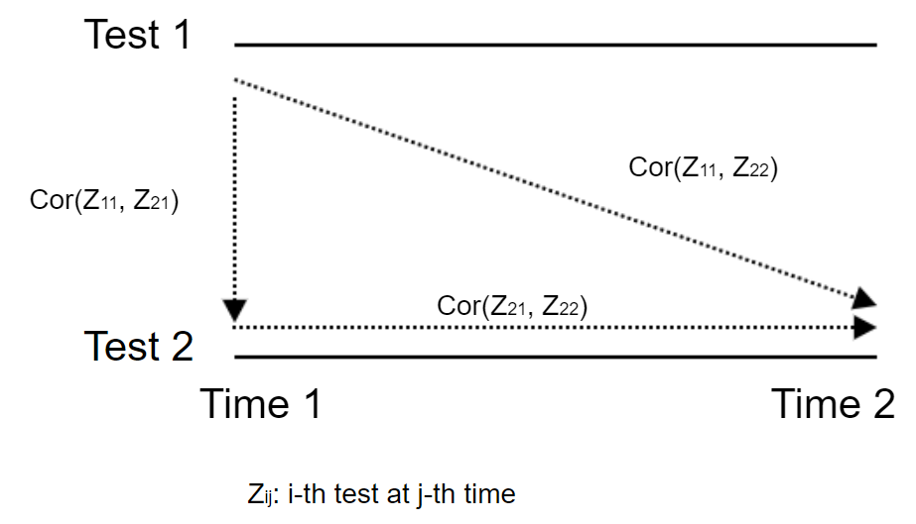 Test 1
Cor(Z11, Z22)
Cor(Z11, Z21)
Cor(Z21, Z22)
Test 2
Time 1
Time 2
Zij: i-th test at j-th time